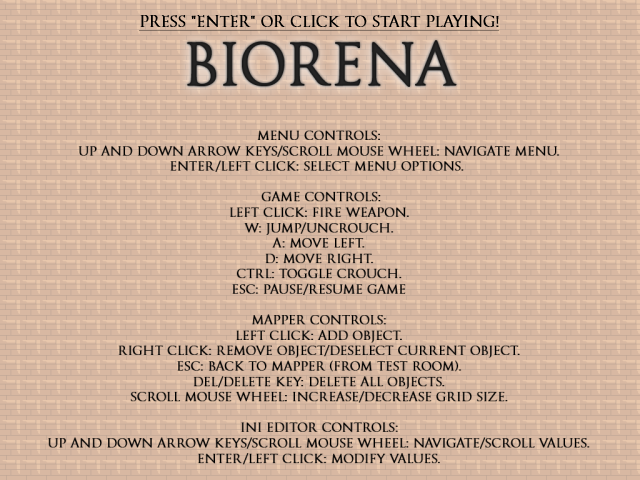 PRESS "ENTER" OR CLICK TO START PLAYING!
BIORENA
MENU CONTROLS:
UP AND DOWN ARROW KEYS/SCROLL MOUSE WHEEL: NAVIGATE MENU.
ENTER/LEFT CLICK: SELECT MENU OPTIONS.
GAME CONTROLS:
LEFT CLICK: FIRE WEAPON.
W: JUMP/UNCROUCH.
A: MOVE LEFT.
D: MOVE RIGHT.
CTRL: TOGGLE CROUCH.
ESC: PAUSE/RESUME GAME
MAPPER CONTROLS:
LEFT CLICK: ADD OBJECT.
RIGHT CLICK: REMOVE OBJECT/DESELECT CURRENT OBJECT.
ESC: BACK TO MAPPER (FROM TEST ROOM).
DEL/DELETE KEY: DELETE ALL OBJECTS.
SCROLL MOUSE WHEEL: INCREASE/DECREASE GRID SIZE.
INI EDITOR CONTROLS:
UP AND DOWN ARROW KEYS/SCROLL MOUSE WHEEL: NAVIGATE/SCROLL VALUES.
ENTER/LEFT CLICK: MODIFY VALUES.